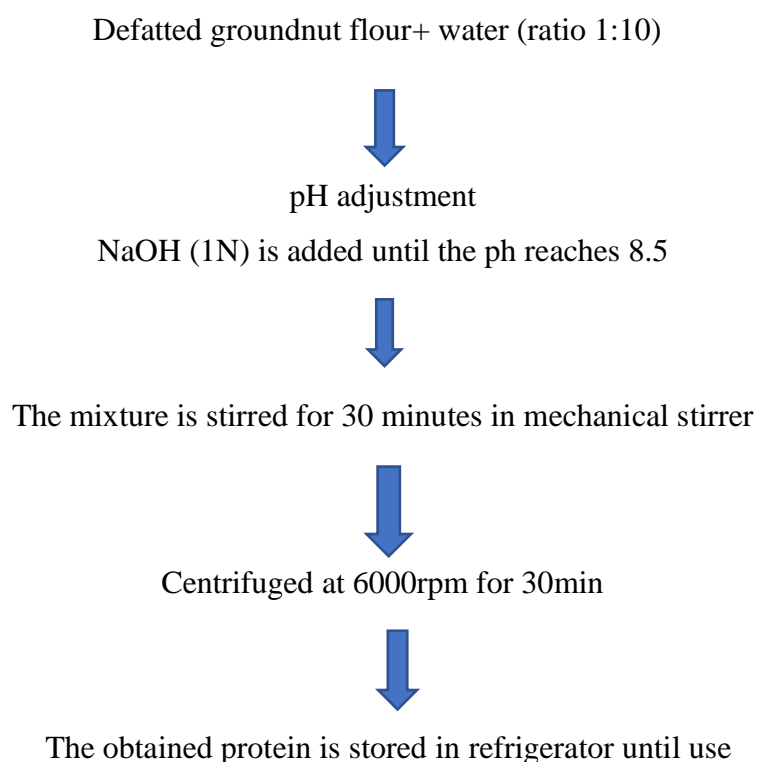 Defatted groundnut flour+ water (ratio 1:10)
pH adjustment
NaOH (1N) is added until the ph reaches 8.5
The mixture is stirred for 30 minutes in mechanical stirrer
Centrifuged at 6000rpm for 30min
The obtained protein is stored in refrigerator until use